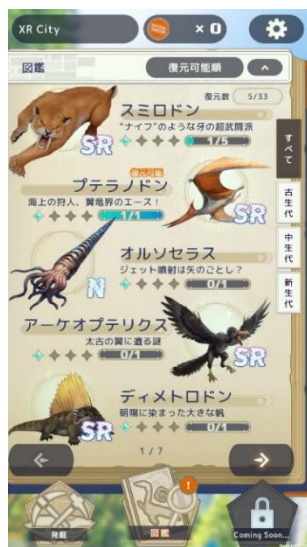 XR City
× 0
図鑑
復元可能順
復元数 5/33
スミロドン
"ナイフ"のような牙の超武闘派
SR
1/5
すべて
復元可能
プテラノドン
海上の狩人、翼竜界のエース!
1/1
SR
古生代
中生代
新生代
オルソセラス
ジェット噴射は矢のごとし?
N
0/1
アーケオプテリクス
太古の翼に遺る謎
0/1
SR
ディメトロドン
朝陽に染まった大きな帆
SR
0/1
1/7
発掘
図鑑
Coming Soon...